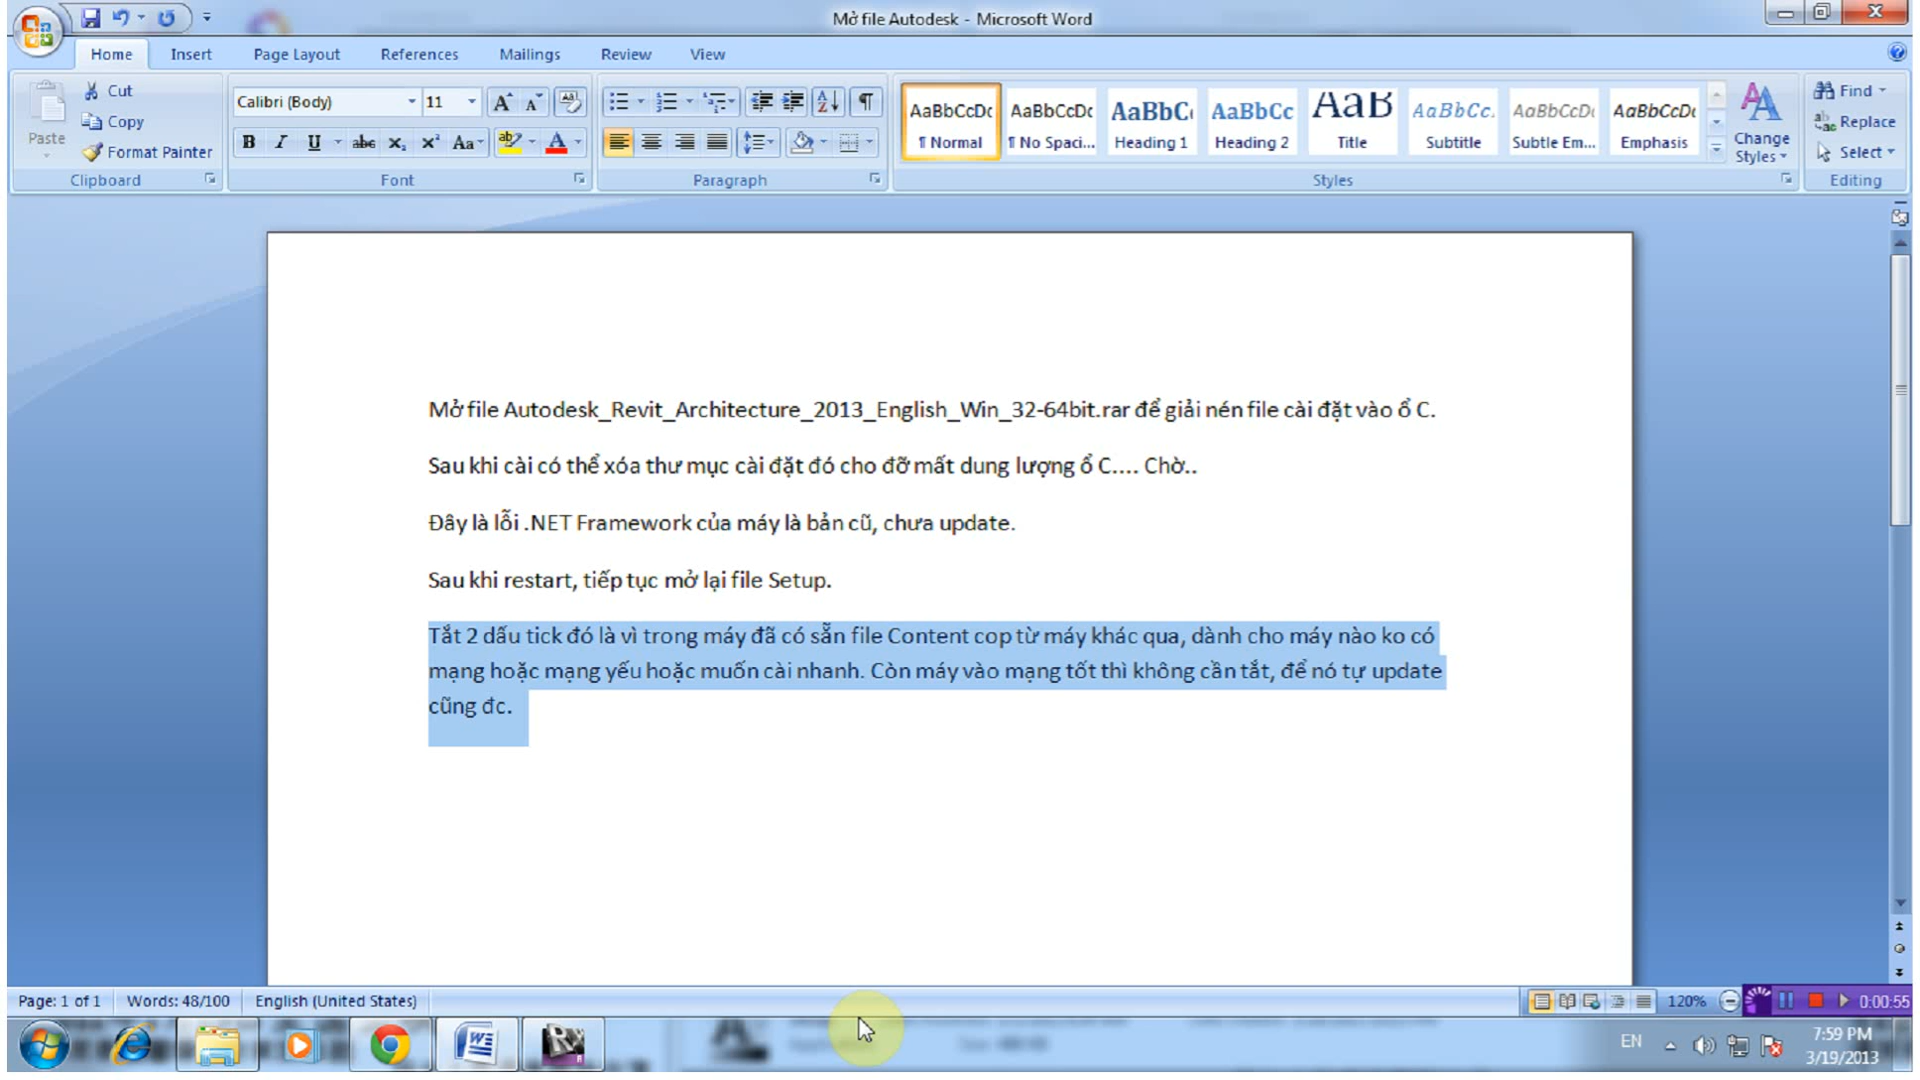 Mở file Autodesk - Microsoft Word
Home Insert Page Layout References Mailings Review View
Paste
Cut
Copy
Format Painter
Clipboard
Calibri (Body) 11
B I U abc X₂ X² Aa
Font
Paragraph
AaBbCcDc AaBbCcDc AaBbC AaBbCc AaB AaBbCc. AaBbCcDc AaBbCcDc
¶ Normal ¶ No Spaci... Heading 1 Heading 2 Title Subtitle Subtle Em... Emphasis
Styles
Change
Styles
Find
Replace
Select
Editing
Mở file Autodesk_Revit_Architecture_2013_English_Win_32-64bit.rar để giải nén file cài đặt vào ổ C.
Sau khi cài có thể xóa thư mục cài đặt đó cho đỡ mất dung lượng ổ C.... Chờ..
Đây là lỗi .NET Framework của máy là bản cũ, chưa update.
Sau khi restart, tiếp tục mở lại file Setup.
Tắt 2 dấu tick đó là vì trong máy đã có sẵn file Content cop từ máy khác qua, dành cho máy nào ko có
mạng hoặc mạng yếu hoặc muốn cài nhanh. Còn máy vào mạng tốt thì không cần tắt, để nó tự update
cũng đc.
Page: 1 of 1 Words: 48/100 English (United States) 120% 0:00:55
EN 7:59 PM
3/19/2013